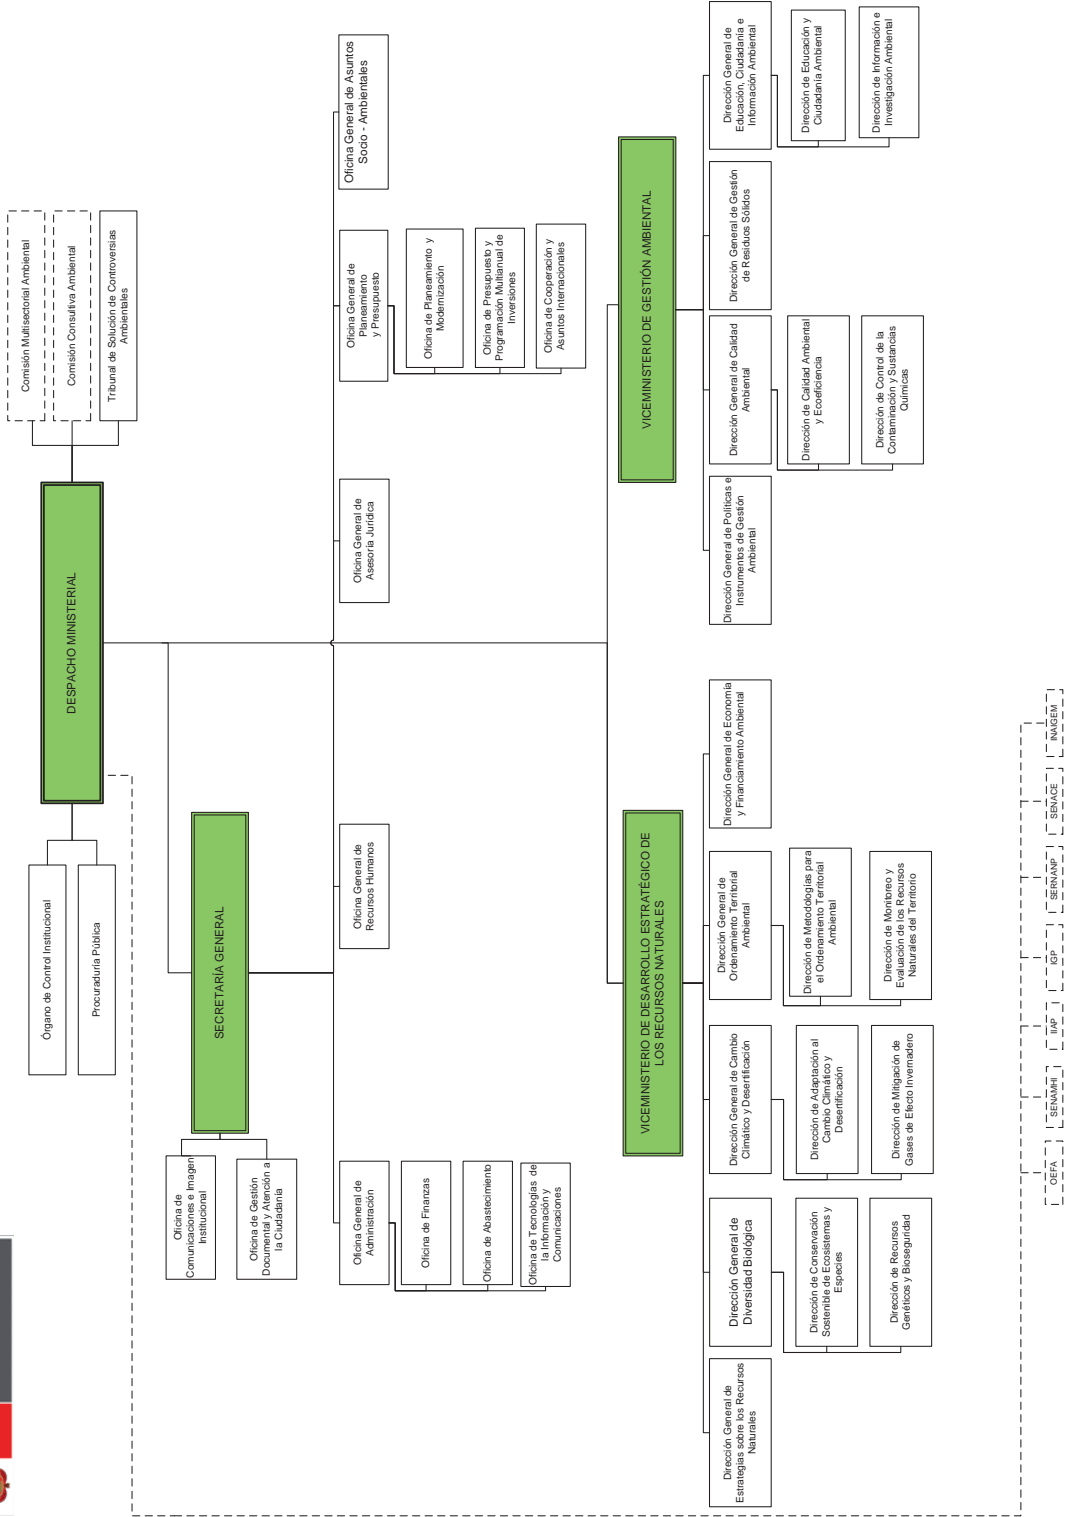 Comisión Multisectorial Ambiental
Comisión Consultiva Ambiental
Tribunal de Solución de Controversias
Ambientales
DESPACHO MINISTERIAL
Órgano de Control Institucional
Procuraduría Pública
SECRETARÍA GENERAL
Oficina de
Comunicaciones e Imagen
Institucional
Oficina de Gestión
Documental y Atención a
la Ciudadanía
Oficina General de
Administración
Oficina de Finanzas
Oficina de Abastecimiento
Oficina de Tecnologías de
la Información y
Comunicaciones
Oficina General de
Recursos Humanos
Oficina General de
Asesoría Jurídica
Oficina General de
Planeamiento
y Presupuesto
Oficina de Planeamiento y
Modernización
Oficina de Presupuesto y
Programación Multianual de
Inversiones
Oficina de Cooperación y
Asuntos Internacionales
Oficina General de Asuntos
Socio - Ambientales
VICEMINISTERIO DE DESARROLLO ESTRATÉGICO DE
LOS RECURSOS NATURALES
Dirección General de
Estrategias sobre los Recursos
Naturales
Dirección General de
Diversidad Biológica
Dirección de Conservación
Sostenible de Ecosistemas y
Especies
Dirección de Recursos
Genéticos y Bioseguridad
Dirección General de Cambio
Climático y Desertificación
Dirección de Adaptación al
Cambio Climático y
Desertificación
Dirección de Mitigación de
Gases de Efecto Invernadero
Dirección General de
Ordenamiento Territorial
Ambiental
Dirección de Metodologías para
el Ordenamiento Territorial
Ambiental
Dirección de Monitoreo y
Evaluación de los Recursos
Naturales del Territorio
Dirección General de Economía
y Financiamiento Ambiental
VICEMINISTERIO DE GESTIÓN AMBIENTAL
Dirección General de Políticas e
Instrumentos de Gestión
Ambiental
Dirección General de Calidad
Ambiental
Dirección de Calidad Ambiental
y Ecoeficiencia
Dirección de Control de la
Contaminación y Sustancias
Químicas
Dirección General de Gestión
de Residuos Sólidos
Dirección General de
Educación, Ciudadanía e
Información Ambiental
Dirección de Educación y
Ciudadanía Ambiental
Dirección de Información e
Investigación Ambiental
OEFA
SENAMHI
IIAP
IGP
SERNANP
SENACE
INAIGEM